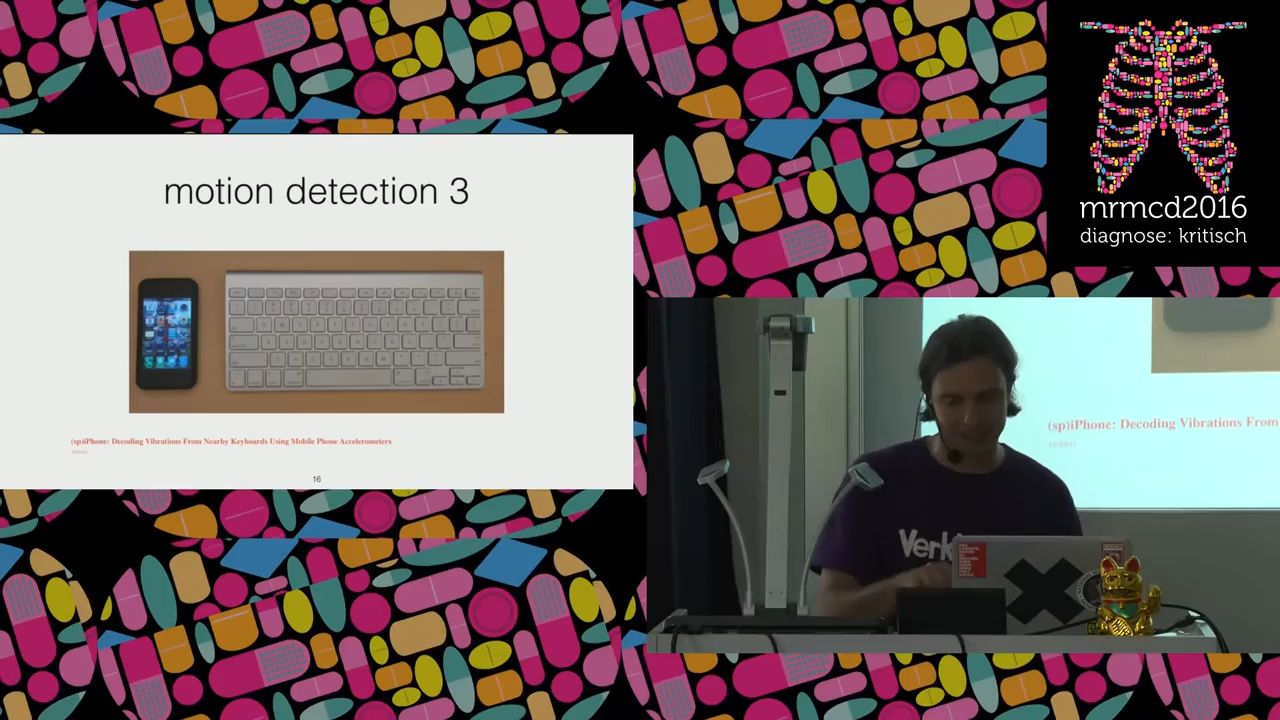 motion detection 3
(sp)iPhone: Decoding Vibrations From Nearby Keyboards Using Mobile Phone Accelerometers
16
mrmcd2016
diagnose: kritisch
(sp)iPhone: Decoding Vibrations From
Verk